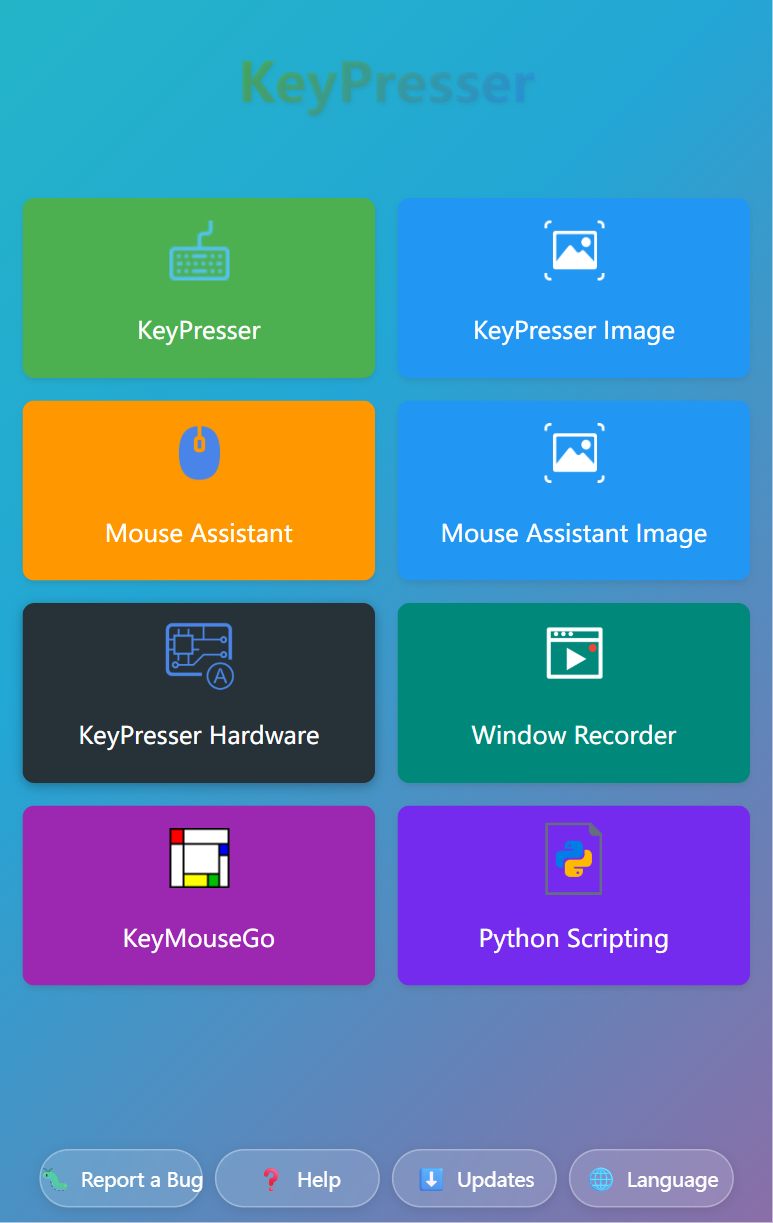 KeyPresser
KeyPresser
KeyPresser Image
Mouse Assistant
Mouse Assistant Image
A
KeyPresser Hardware
Window Recorder
KeyMouseGo
Python Scripting
Report a Bug
Help
Updates
Language